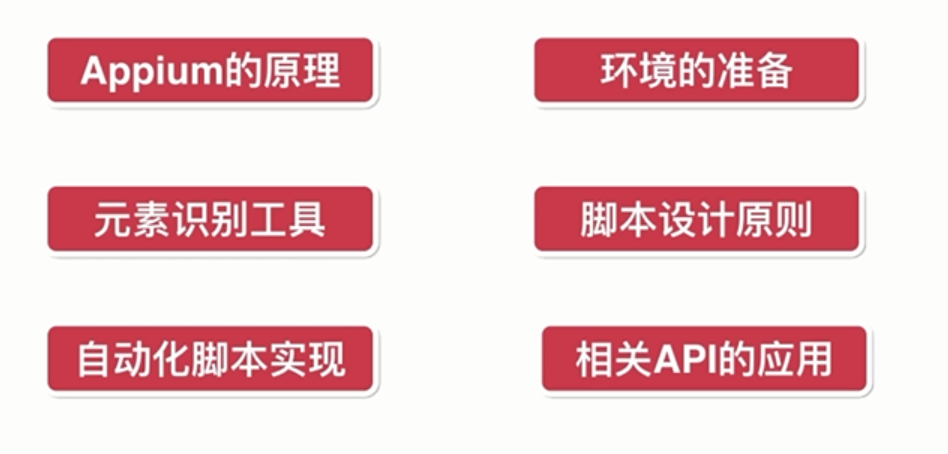 Appium的原理
环境的准备
元素识别工具
脚本设计原则
自动化脚本实现
相关API的应用